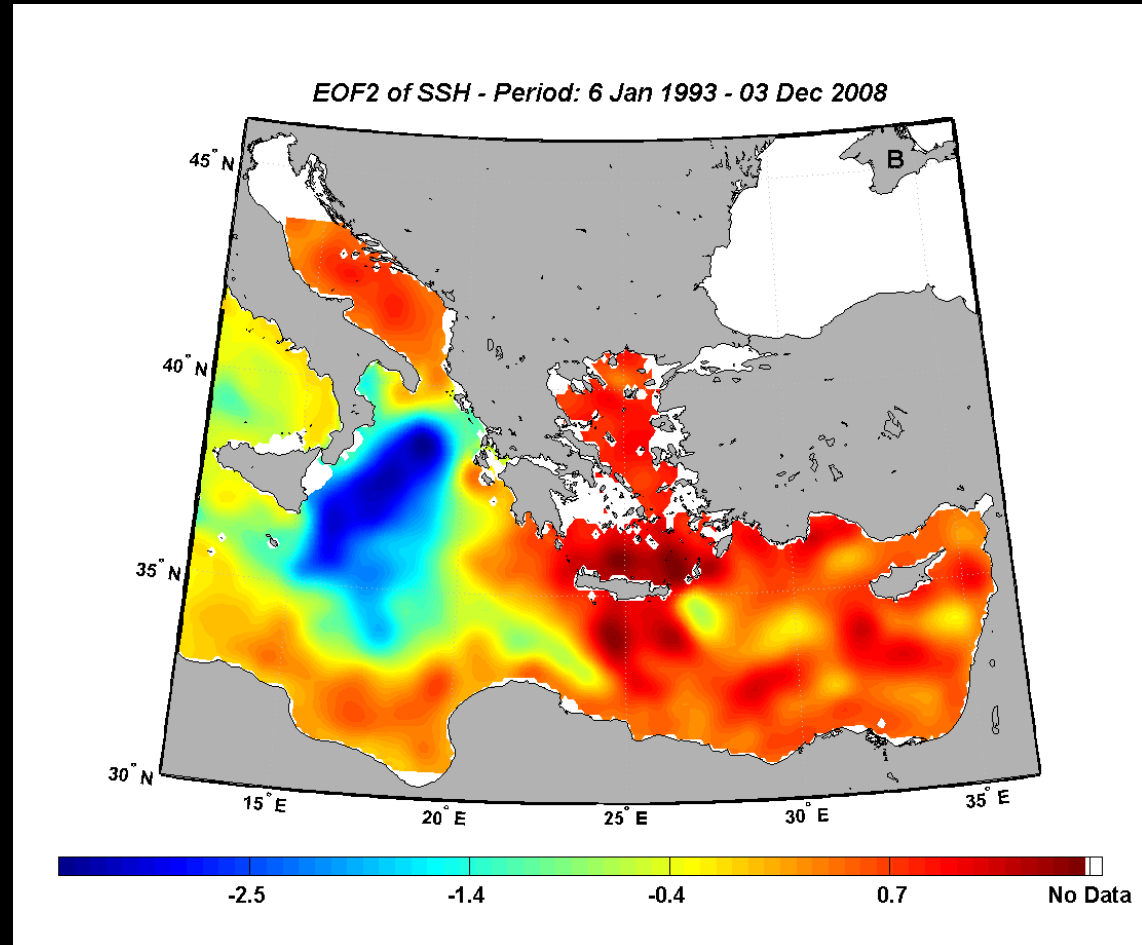 EOF2 of SSH - Period: 6 Jan 1993 - 03 Dec 2008
B
45° N
40° N
35° N
30° N
15° E
20° E
25° E
30° E
35° E
-2.5
-1.4
-0.4
0.7
No Data